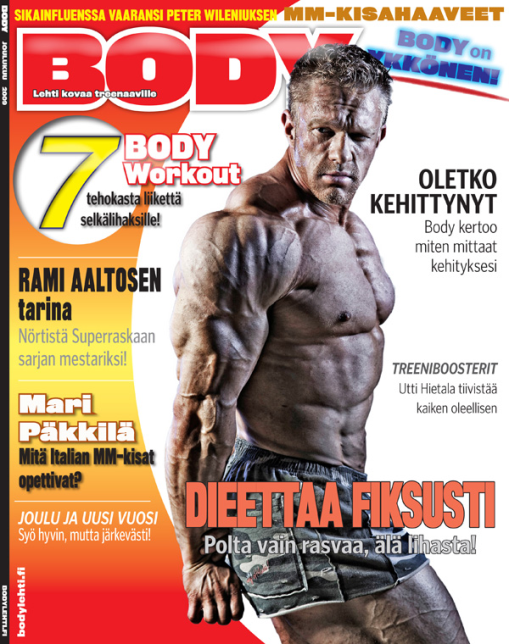 SIKAINFLUENSSA VAARANSI PETER WILENIUKSEN MM-KISAHAAVEET
BODY
Lehti kovaa treenaaville
BODY on
YKKÖNEN!
7
BODY
Workout
tehokasta liikettä
selkälihaksille!
OLETKO
KEHITTYNYT
Body kertoo
miten mittaat
kehityksesi
RAMI AALTOSEN
tarina
Nörtistä Superraskaan
sarjan mestariksi!
TREENIBOOSTERIT
Utti Hietala tiivistää
kaiken oleellisen
Mari
Päkkilä
Mitä Italian MM-kisat
opettivat?
DIEETTAA FIKSUSTI
Polta vain rasvaa, älä lihasta!
JOULU JA UUSI VUOSI
Syö hyvin, mutta järkevästi!
bodylehti.fi
BODY JOULUKUU 2009
BODYLEHTI.FI